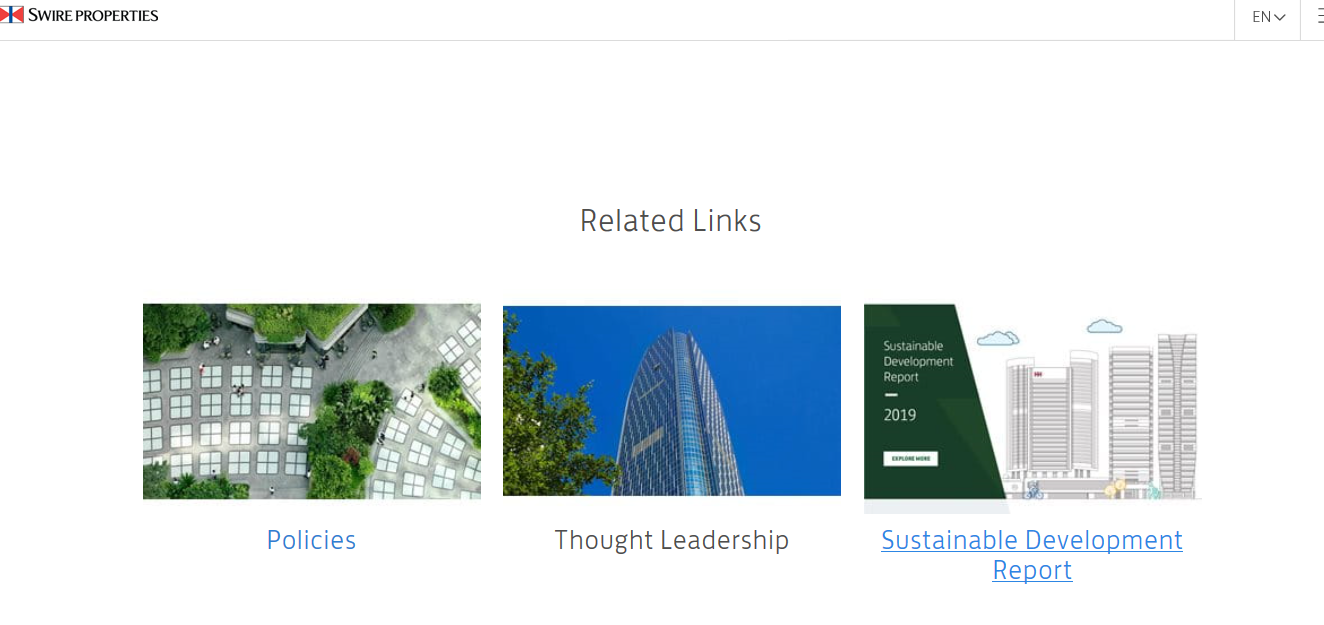 SWIRE PROPERTIES
EN
Related Links
Sustainable
Development
Report
2019
EXPLORE MORE
Policies
Thought Leadership
Sustainable Development
Report